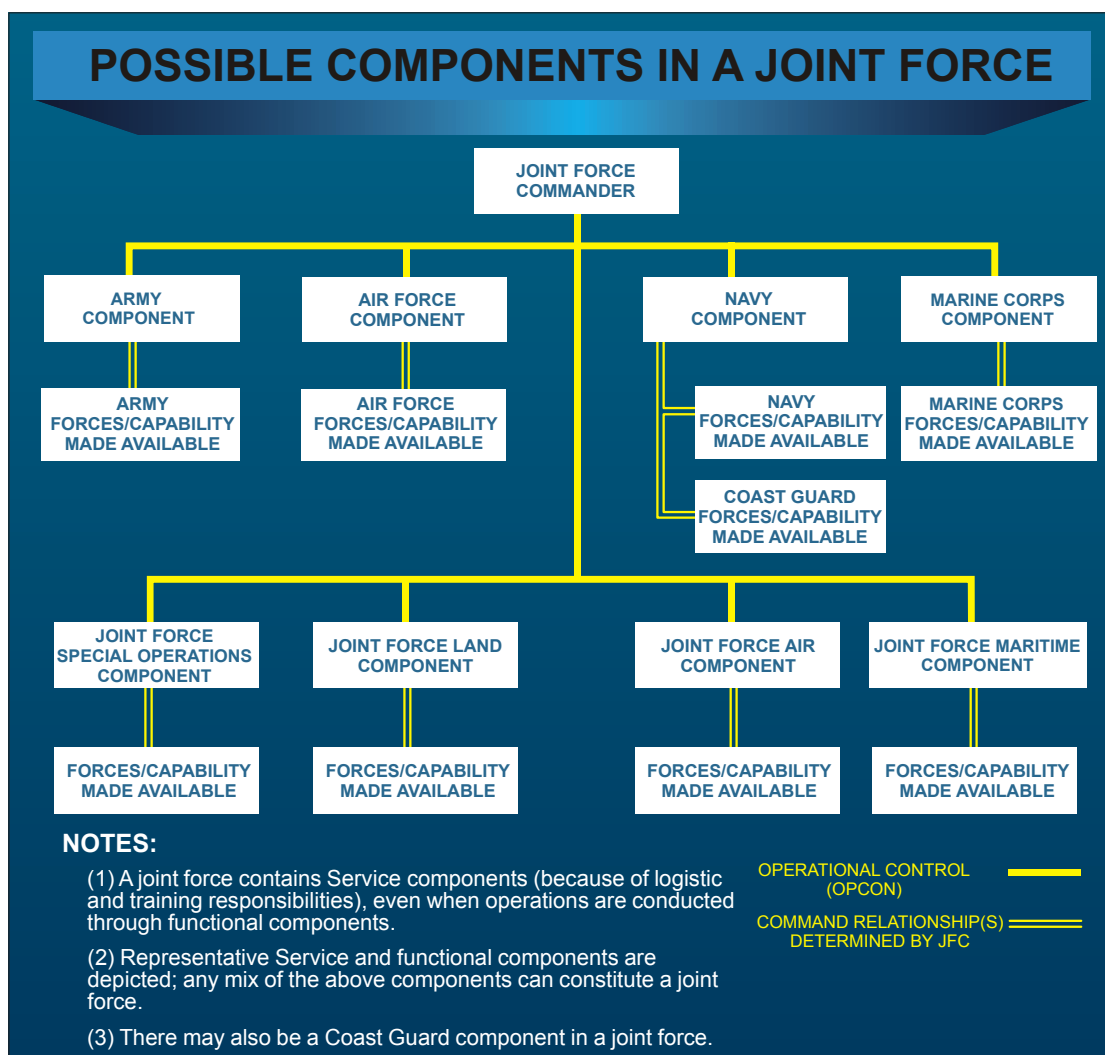 POSSIBLE COMPONENTS IN A JOINT FORCE
JOINT FORCE
COMMANDER
ARMY
COMPONENT
AIR FORCE
COMPONENT
NAVY
COMPONENT
MARINE CORPS
COMPONENT
ARMY
FORCES/CAPABILITY
MADE AVAILABLE
AIR FORCE
FORCES/CAPABILITY
MADE AVAILABLE
NAVY
FORCES/CAPABILITY
MADE AVAILABLE
MARINE CORPS
FORCES/CAPABILITY
MADE AVAILABLE
COAST GUARD
FORCES/CAPABILITY
MADE AVAILABLE
JOINT FORCE
SPECIAL OPERATIONS
COMPONENT
JOINT FORCE LAND
COMPONENT
JOINT FORCE AIR
COMPONENT
JOINT FORCE MARITIME
COMPONENT
FORCES/CAPABILITY
MADE AVAILABLE
FORCES/CAPABILITY
MADE AVAILABLE
FORCES/CAPABILITY
MADE AVAILABLE
FORCES/CAPABILITY
MADE AVAILABLE
NOTES:
(1) A joint force contains Service components (because of logistic
and training responsibilities), even when operations are conducted
through functional components.
(2) Representative Service and functional components are
depicted; any mix of the above components can constitute a joint
force.
(3) There may also be a Coast Guard component in a joint force.
OPERATIONAL CONTROL
(OPCON)
COMMAND RELATIONSHIP(S)
DETERMINED BY JFC